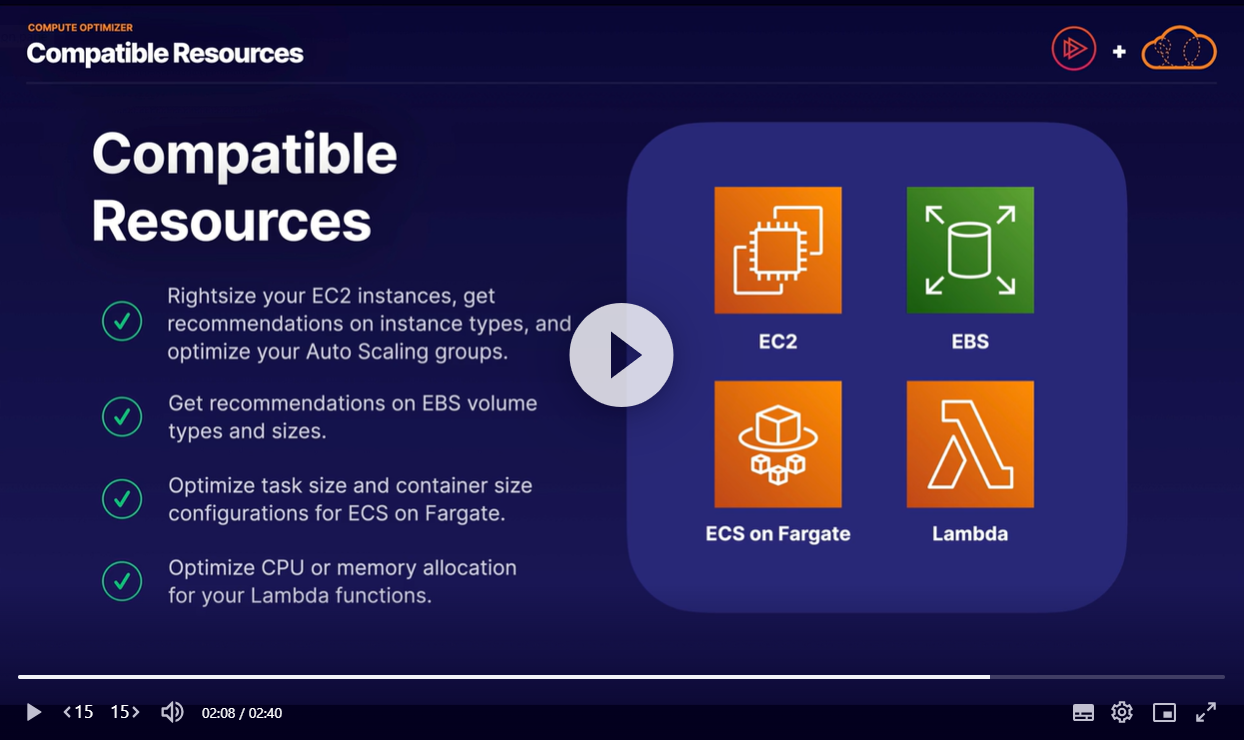 COMPUTE OPTIMIZER
Compatible Resources
Compatible
Resources
Rightsize your EC2 instances, get
recommendations on instance types, and
optimize your Auto Scaling groups.
Get recommendations on EBS volume
types and sizes.
Optimize task size and container size
configurations for ECS on Fargate.
Optimize CPU or memory allocation
for your Lambda functions.
EC2
EBS
ECS on Fargate
Lambda
15
15
02:08 / 02:40